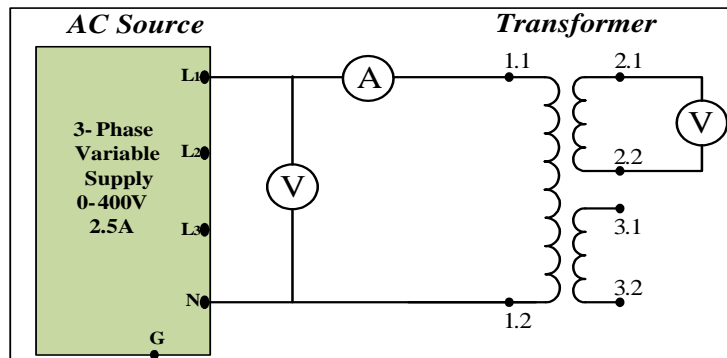 AC Source
Transformer
L1
L2
L3
N
G
3- Phase
Variable
Supply
0-400V
2.5A
A
V
1.1
1.2
2.1
2.2
V
3.1
3.2